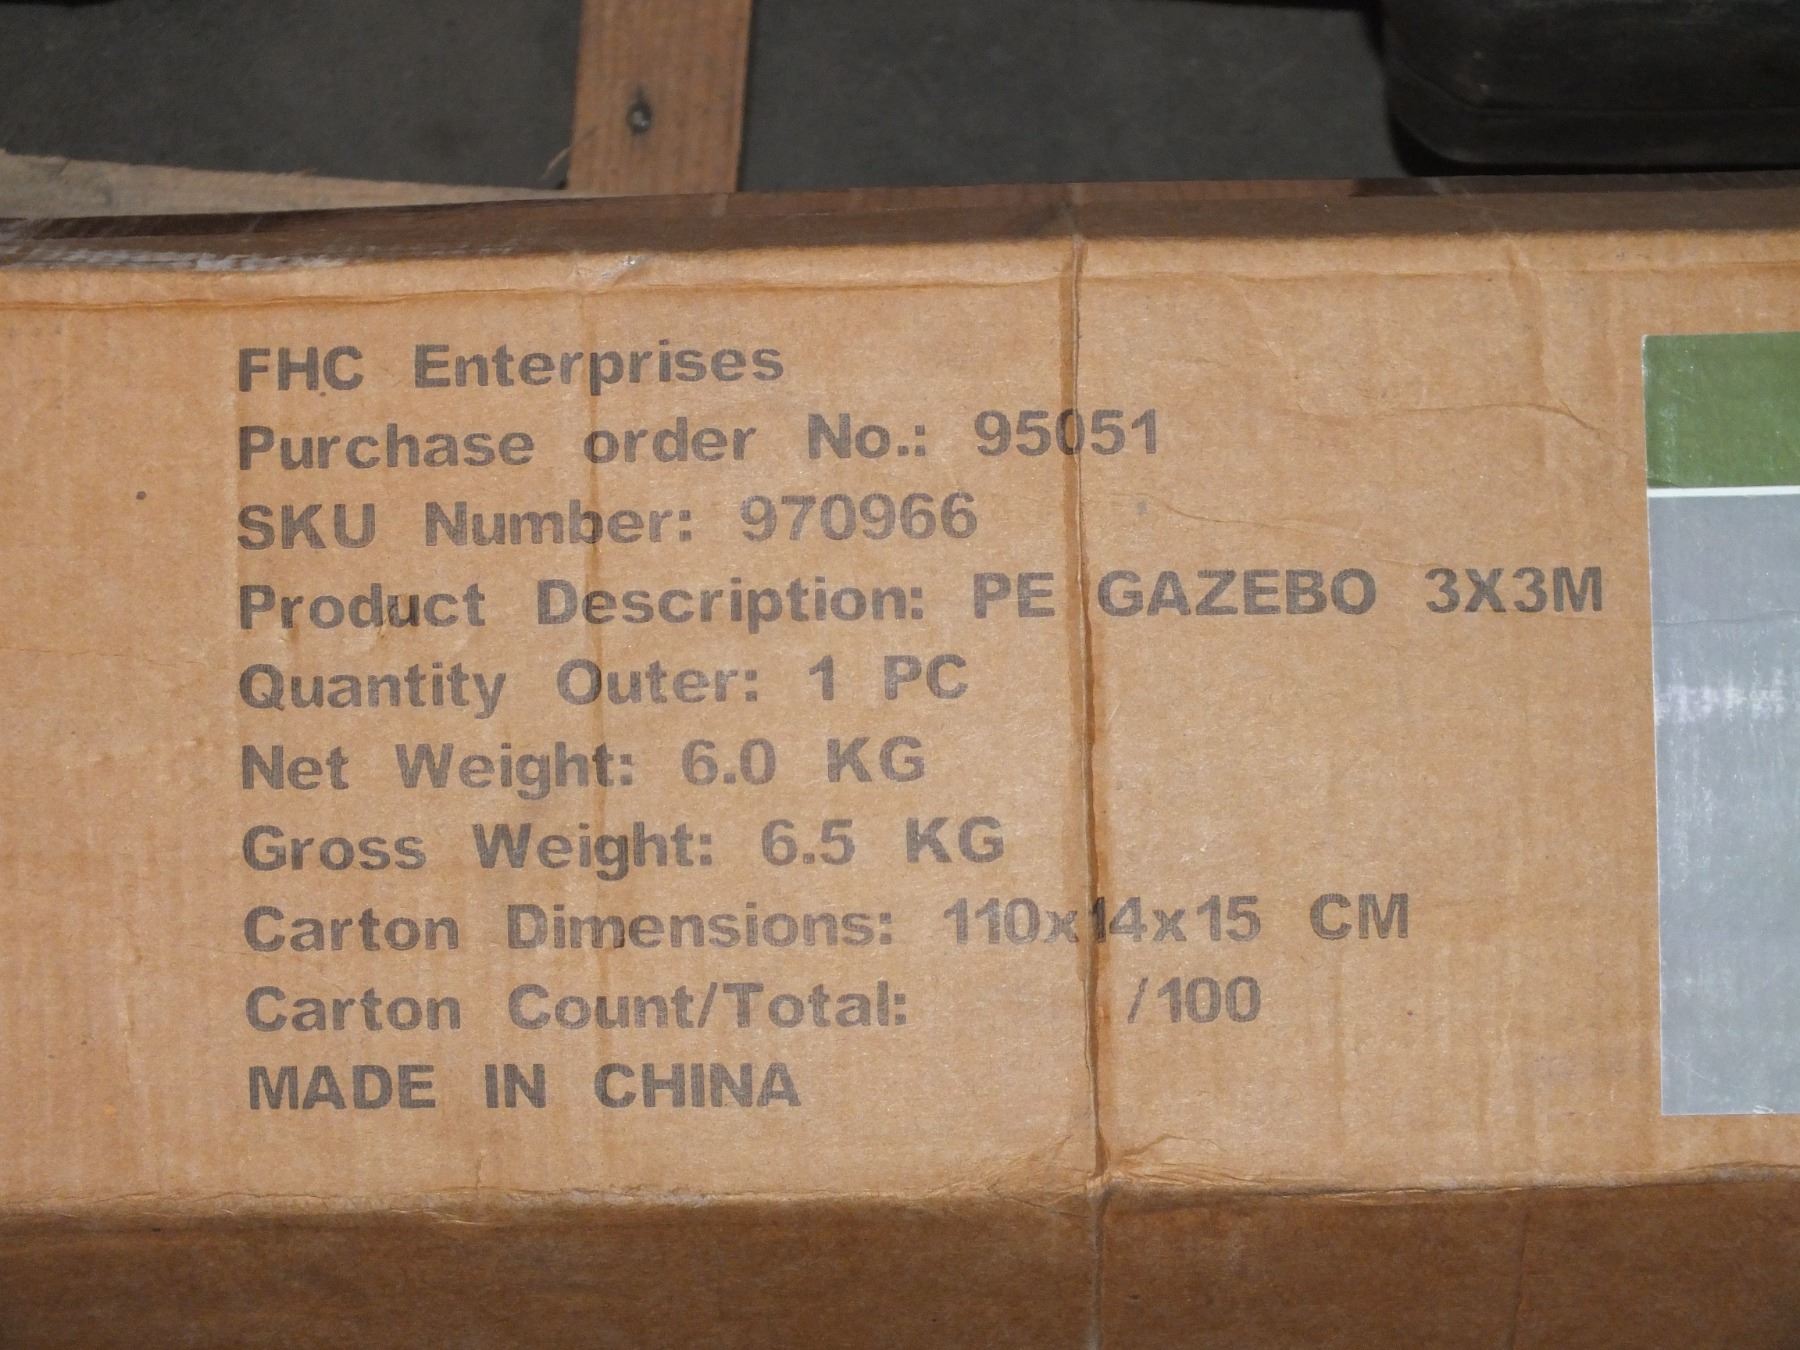 FHC Enterprises
Purchase order No.: 95051
SKU Number: 970966
Product Description: PE GAZEBO 3X3M
Quantity Outer: 1 PC
Net Weight: 6.0 KG
Gross Weight: 6.5 KG
Carton Dimensions: 110x14x15 CM
Carton Count/Total: /100
MADE IN CHINA